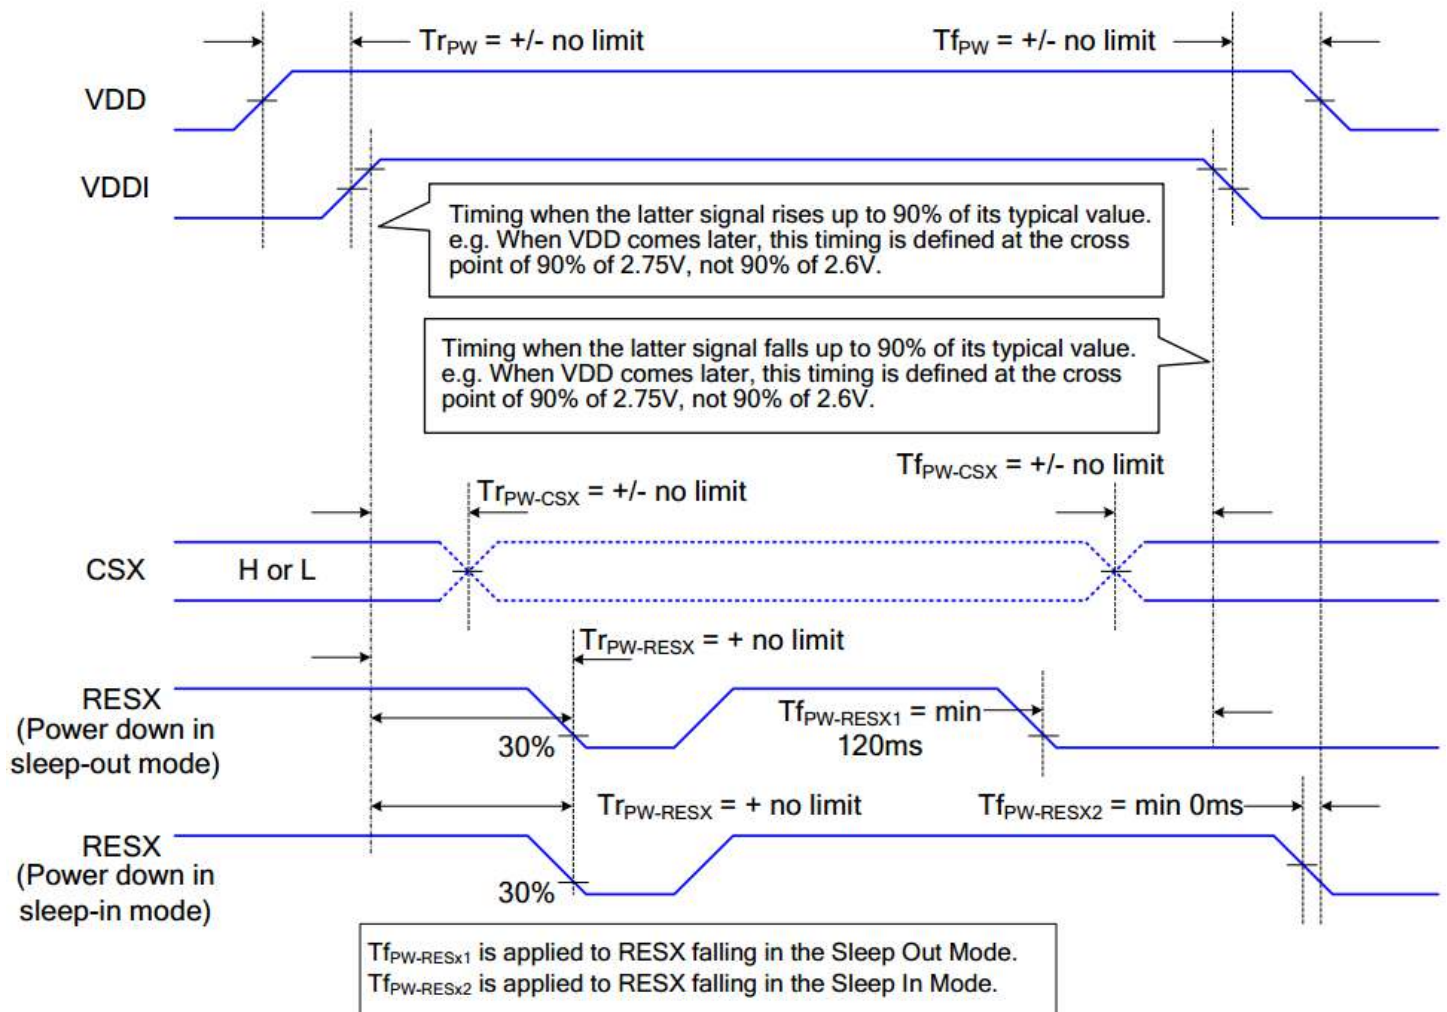 TrPW = +/- no limit
TfPW = +/- no limit
VDD
VDDI
Timing when the latter signal rises up to 90% of its typical value.
e.g. When VDD comes later, this timing is defined at the cross
point of 90% of 2.75V, not 90% of 2.6V.
Timing when the latter signal falls up to 90% of its typical value.
e.g. When VDD comes later, this timing is defined at the cross
point of 90% of 2.75V, not 90% of 2.6V.
TfPW-CSX = +/- no limit
TrPW-CSX = +/- no limit
CSX
H or L
TrPW-RESX = + no limit
RESX
(Power down in
sleep-out mode)
30%
TfPW-RESX1 = min
120ms
TrPW-RESX = + no limit
TfPW-RESX2 = min 0ms
RESX
(Power down in
sleep-in mode)
30%
TfPW-RESx1 is applied to RESX falling in the Sleep Out Mode.
TfPW-RESx2 is applied to RESX falling in the Sleep In Mode.